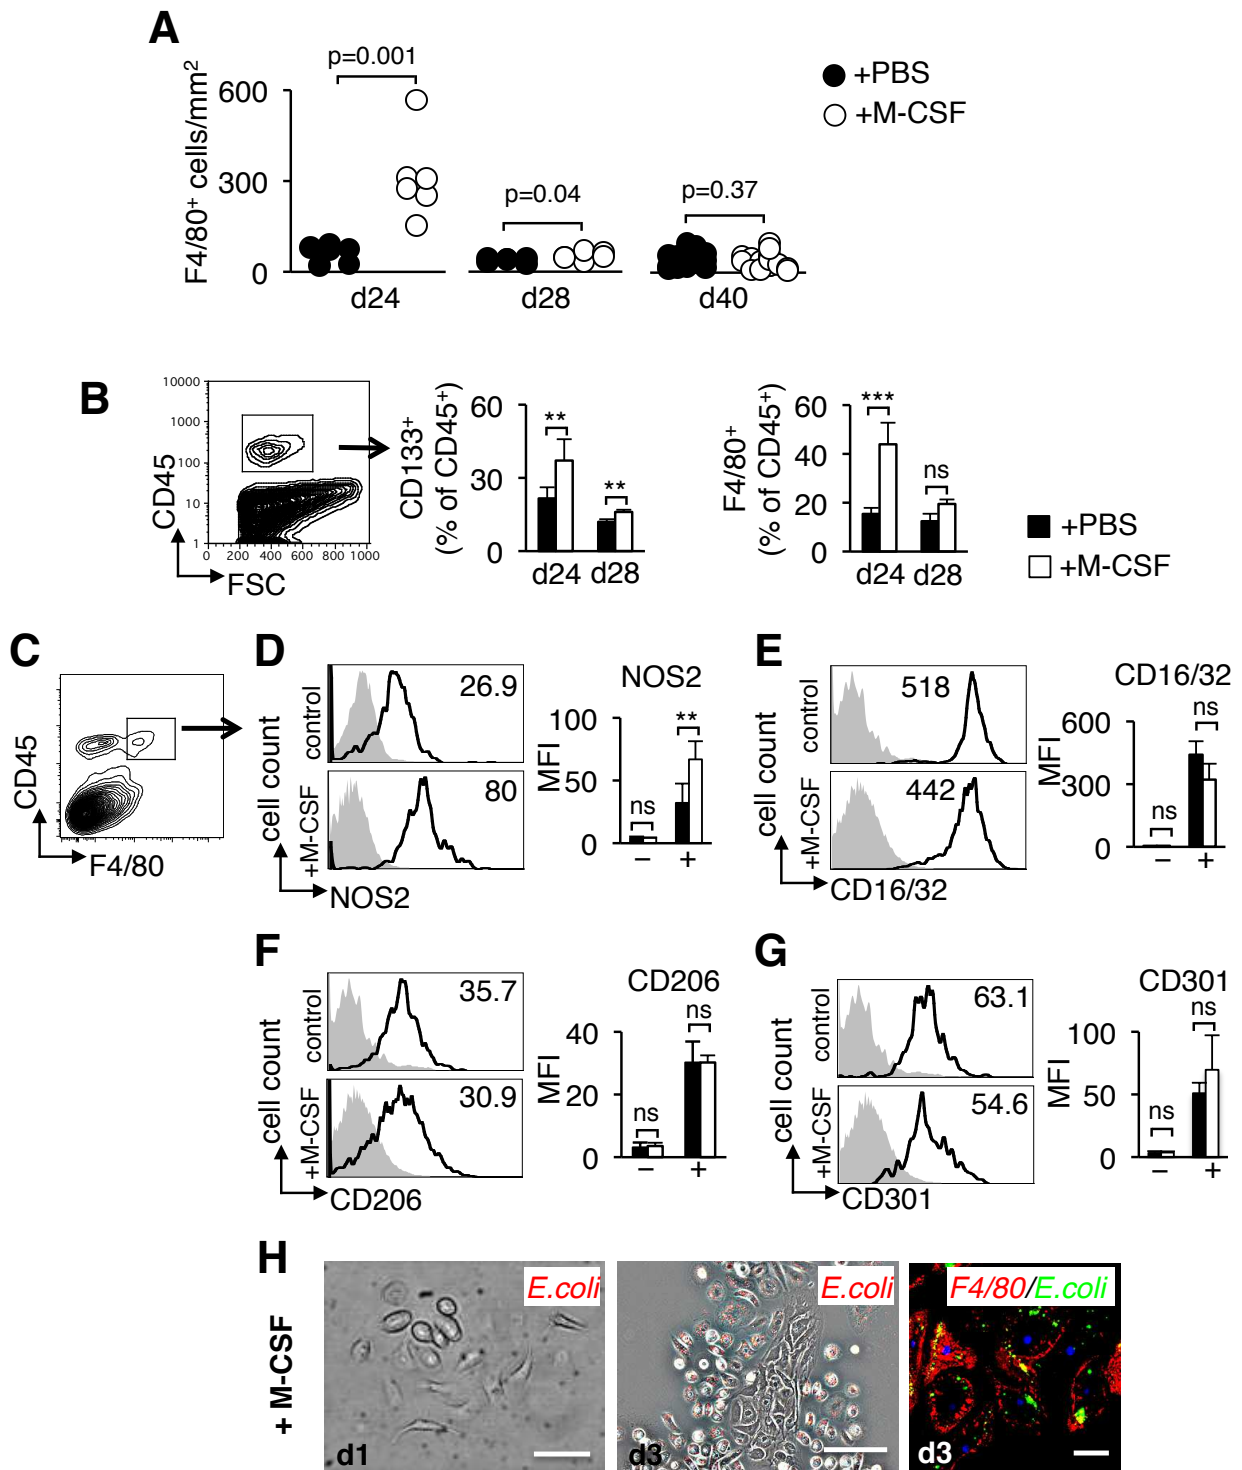 A
p=0.001
+PBS
+M-CSF
F4/80+ cells/mm2
600
300
0
p=0.04
p=0.37
d24
d28
d40
B
CD45
10000
1000
100
10
1
0 200 400 600 800 1000
FSC
CD133+
(% of CD45+)
60
30
0
**
**
d24 d28
F4/80+
(% of CD45+)
60
40
20
0
***
ns
d24 d28
+PBS
+M-CSF
C
CD45
F4/80
D
cell count
control
26.9
+M-CSF
80
NOS2
NOS2
MFI
100
50
0
ns
**
– +
E
cell count
control
518
+M-CSF
442
CD16/32
CD16/32
MFI
600
300
0
ns
ns
– +
F
cell count
control
35.7
+M-CSF
30.9
CD206
CD206
MFI
40
20
0
ns
ns
– +
G
cell count
control
63.1
+M-CSF
54.6
CD301
CD301
MFI
100
50
0
ns
ns
– +
H
+ M-CSF
E.coli
d1
E.coli
d3
F4/80/E.coli
d3